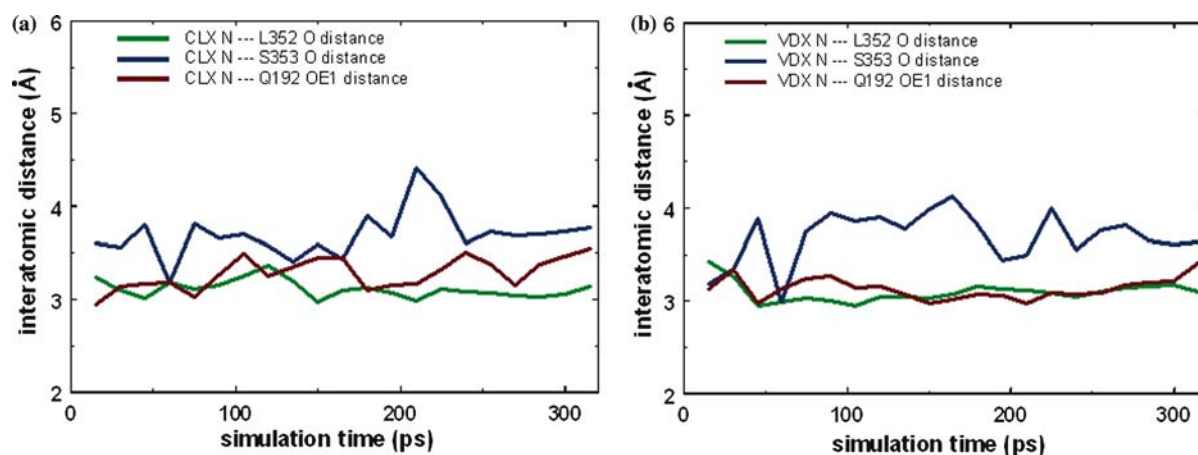 (a)
CLX N --- L352 O distance
CLX N --- S353 O distance
CLX N --- Q192 OE1 distance
interatomic distance (Å)
6
5
4
3
2
0
100
200
300
simulation time (ps)
(b)
VDX N --- L352 O distance
VDX N --- S353 O distance
VDX N --- Q192 OE1 distance
interatomic distance (Å)
6
5
4
3
2
0
100
200
300
simulation time (ps)